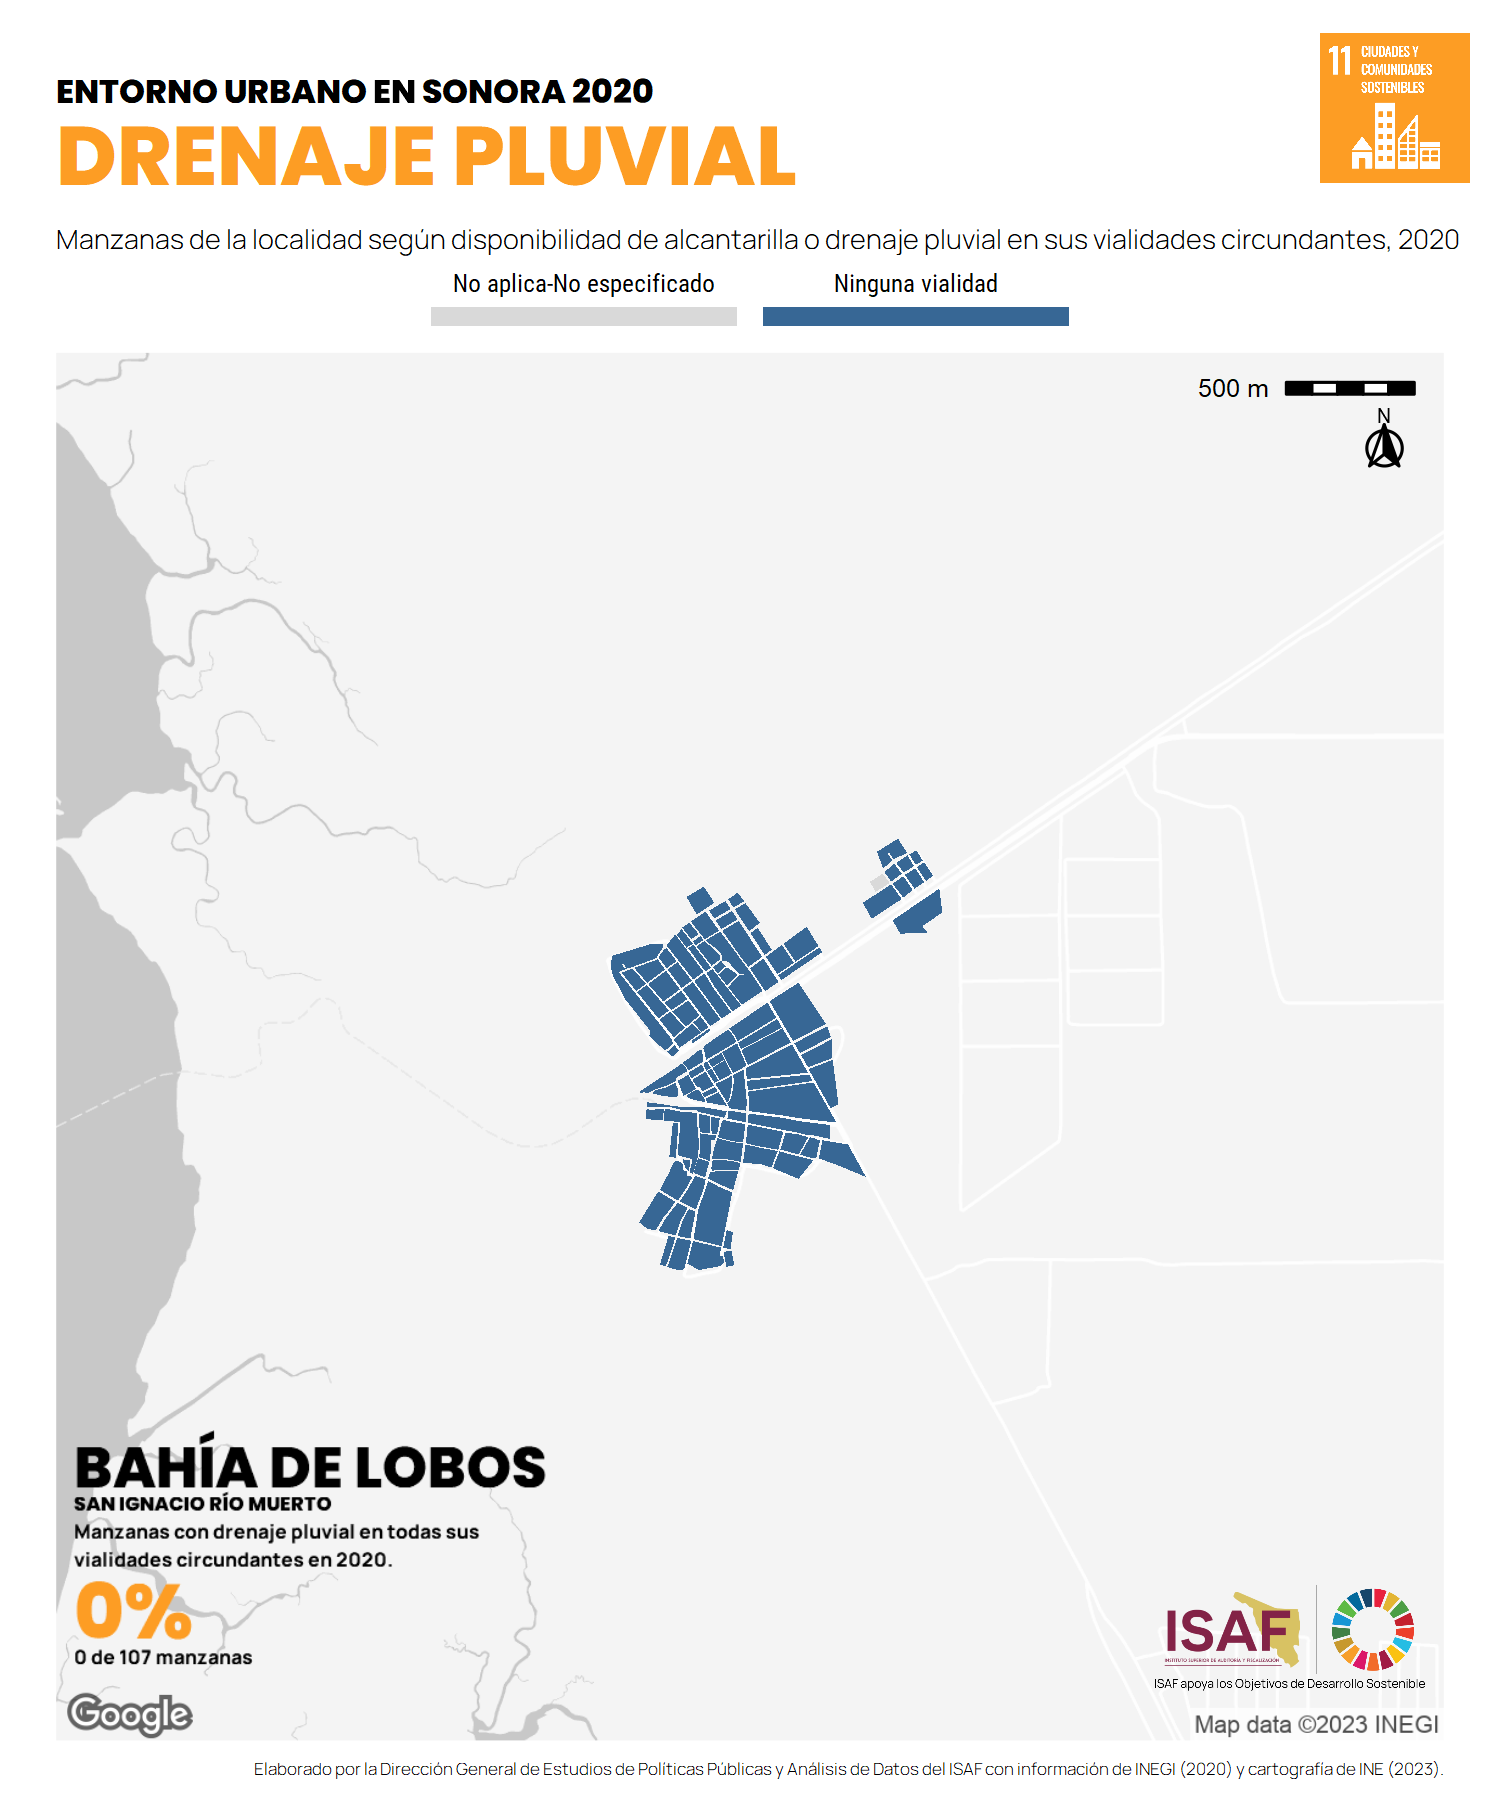 ENTORNO URBANO EN SONORA 2020
DRENAJE PLUVIAL
11 CIUDADES Y
COMUNIDADES
SOSTENIBLES
Manzanas de la localidad según disponibilidad de alcantarilla o drenaje pluvial en sus vialidades circundantes, 2020
No aplica-No especificado
Ninguna vialidad
500 m
N
BAHÍA DE LOBOS
SAN IGNACIO RÍO MUERTO
Manzanas con drenaje pluvial en todas sus
vialidades circundantes en 2020.
0%
0 de 107 manzanas
Google
ISAF
INSTITUTO SUPERIOR DE AUDITORÍA Y FISCALIZACIÓN
ISAF apoya los Objetivos de Desarrollo Sostenible
Map data ©2023 INEGI
Elaborado por la Dirección General de Estudios de Políticas Públicas y Análisis de Datos del ISAF con información de INEGI (2020) y cartografía de INE (2023).